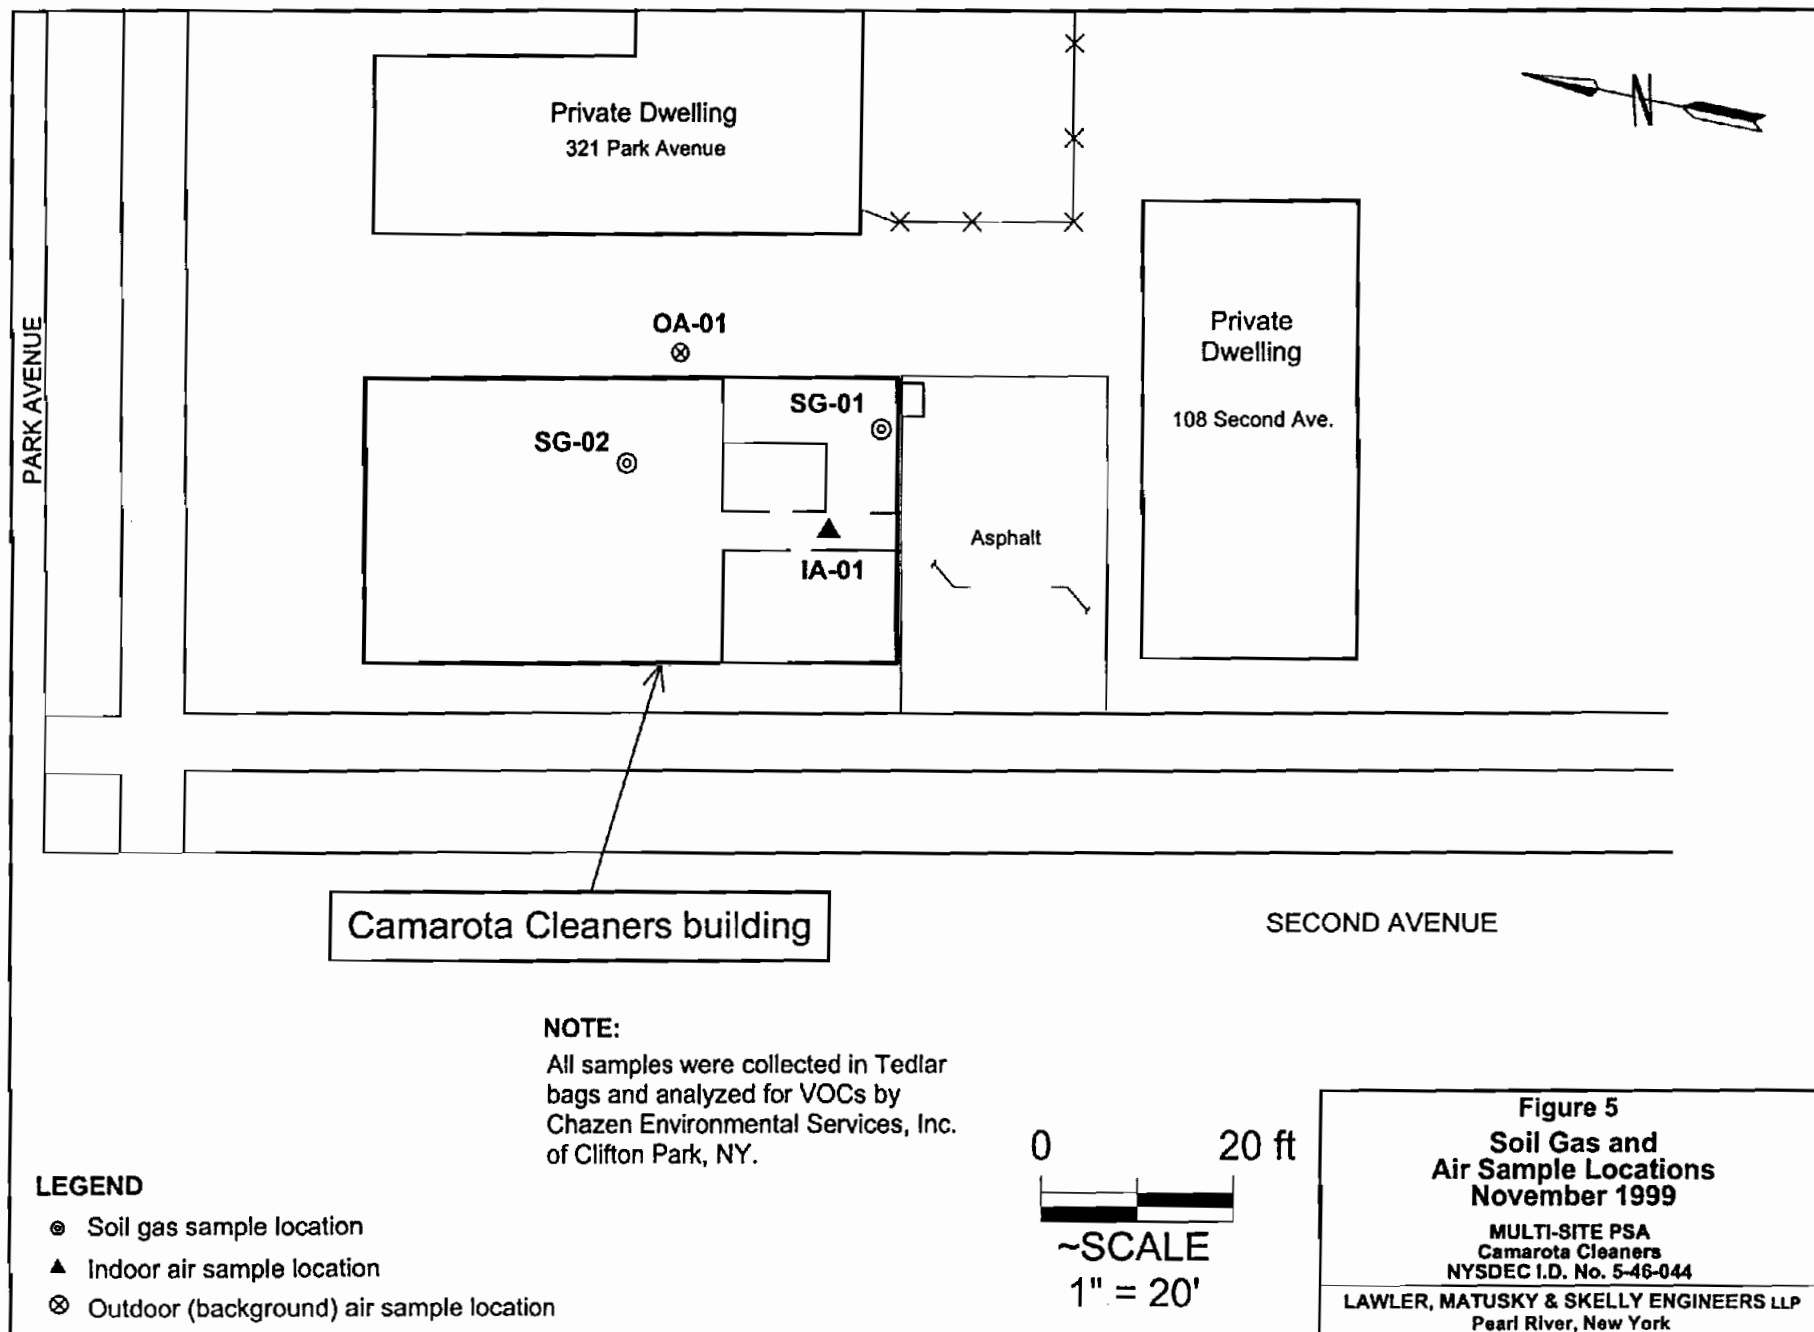 Private Dwelling
321 Park Avenue
N
PARK AVENUE
OA-01
SG-01
SG-02
IA-01
Asphalt
Private
Dwelling
108 Second Ave.
Camarota Cleaners building
SECOND AVENUE
NOTE:
All samples were collected in Tedlar
bags and analyzed for VOCs by
Chazen Environmental Services, Inc.
of Clifton Park, NY.
LEGEND
Soil gas sample location
Indoor air sample location
Outdoor (background) air sample location
0 20 ft
~SCALE
1" = 20'
Figure 5
Soil Gas and
Air Sample Locations
November 1999
MULTI-SITE PSA
Camarota Cleaners
NYSDEC I.D. No. 5-46-044
LAWLER, MATUSKY & SKELLY ENGINEERS LLP
Pearl River, New York